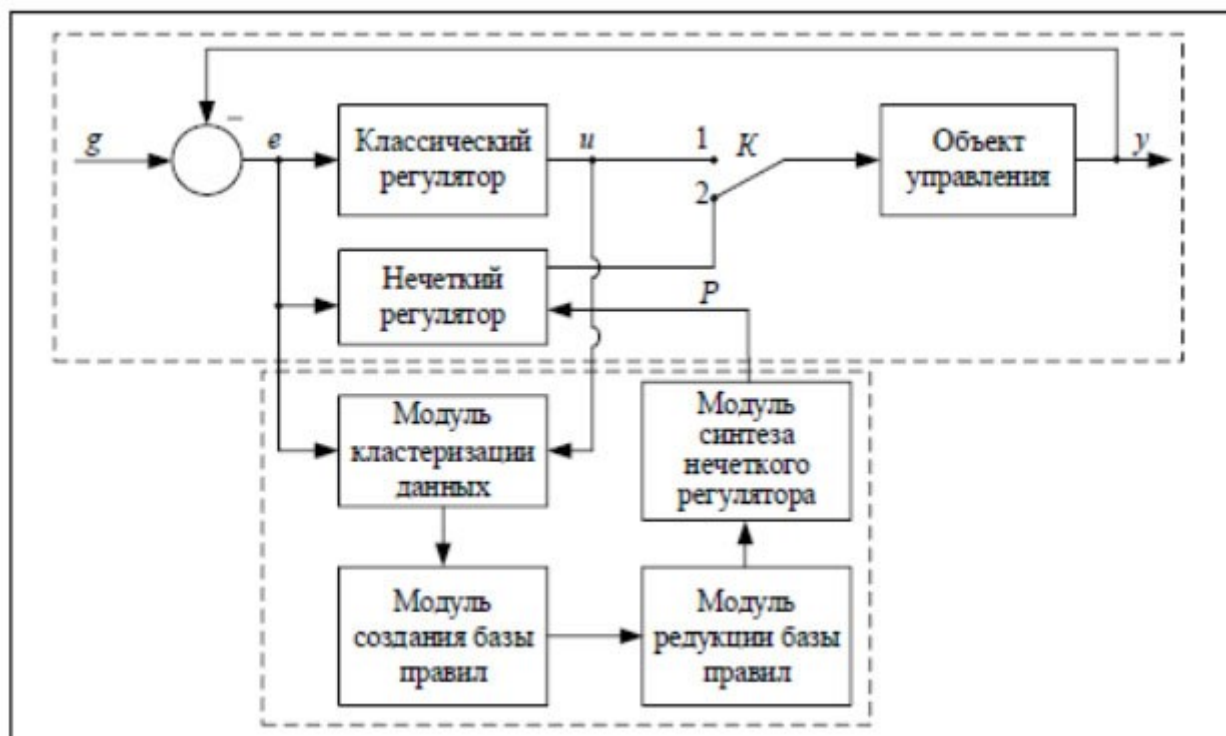 –
g
e
Классический
регулятор
u
1
K
2
Объект
управления
y
Нечеткий
регулятор
P
Модуль
кластеризации
данных
Модуль
синтеза
нечеткого
регулятора
Модуль
создания базы
правил
Модуль
редукции базы
правил